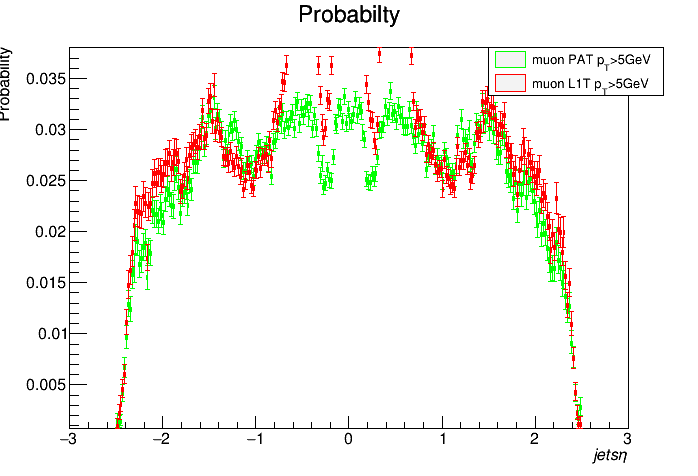 Probabilty
Probability
muon PAT p_T>5GeV
muon L1T p_T>5GeV
0.035
0.03
0.025
0.02
0.015
0.01
0.005
−3 −2 −1 0 1 2 3
jetsη